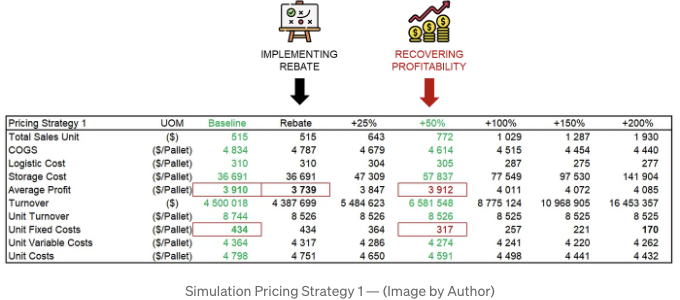 IMPLEMENTING RECOVERING
REBATE PROFITABILITY
Pricing Strategy 1 UOM Baseline Rebate +25% +50% +100% +150% +200%
Total Sales Unit ($) 515 515 643 772 1 029 1 287 1 930
COGS ($/Pallet) 4 834 4 787 4 679 4 614 4 515 4 454 4 440
Logistic Cost ($/Pallet) 310 310 304 305 287 275 277
Storage Cost ($/Pallet) 36 691 36 691 47 309 57 837 77 549 97 530 141 904
Average Profit ($/Pallet) 3 910 3 739 3 847 3 912 4 011 4 072 4 085
Turnover ($) 4 500 018 4 387 699 5 484 623 6 581 548 8 775 124 10 968 905 16 453 357
Unit Turnover ($/Pallet) 8 744 8 526 8 526 8 526 8 525 8 525 8 525
Unit Fixed Costs ($/Pallet) 434 434 364 317 257 221 170
Unit Variable Costs ($/Pallet) 4 364 4 317 4 286 4 274 4 241 4 220 4 262
Unit Costs ($/Pallet) 4 798 4 751 4 650 4 591 4 498 4 441 4 432
Simulation Pricing Strategy 1 — (Image by Author)